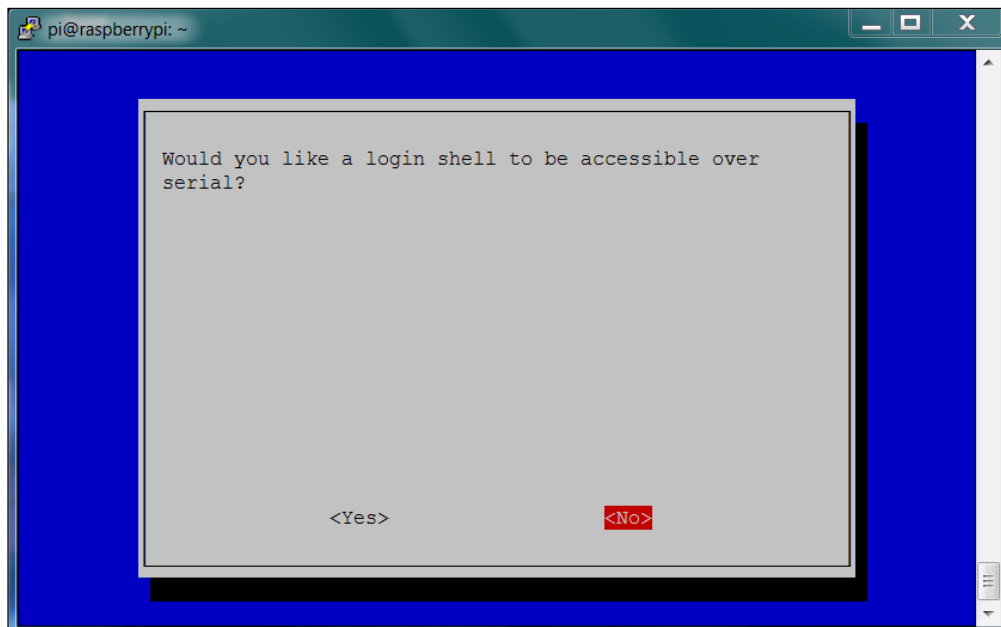 pi@raspberrypi: ~
Would you like a login shell to be accessible over
serial?
<Yes>
<No>